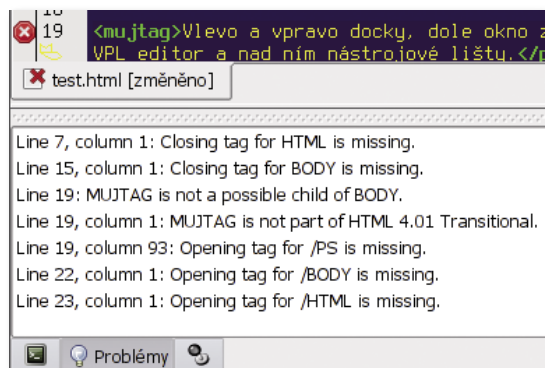 18
19 <mujtag>Vlevo a vpravo docky, dole okno z
VPL editor a nad ním nástrojové lišty.</p
test.html [změněno]
Line 7, column 1: Closing tag for HTML is missing.
Line 15, column 1: Closing tag for BODY is missing.
Line 19: MUJTAG is not a possible child of BODY.
Line 19, column 1: MUJTAG is not part of HTML 4.01 Transitional.
Line 19, column 93: Opening tag for /PS is missing.
Line 22, column 1: Opening tag for /BODY is missing.
Line 23, column 1: Opening tag for /HTML is missing.
Problémy